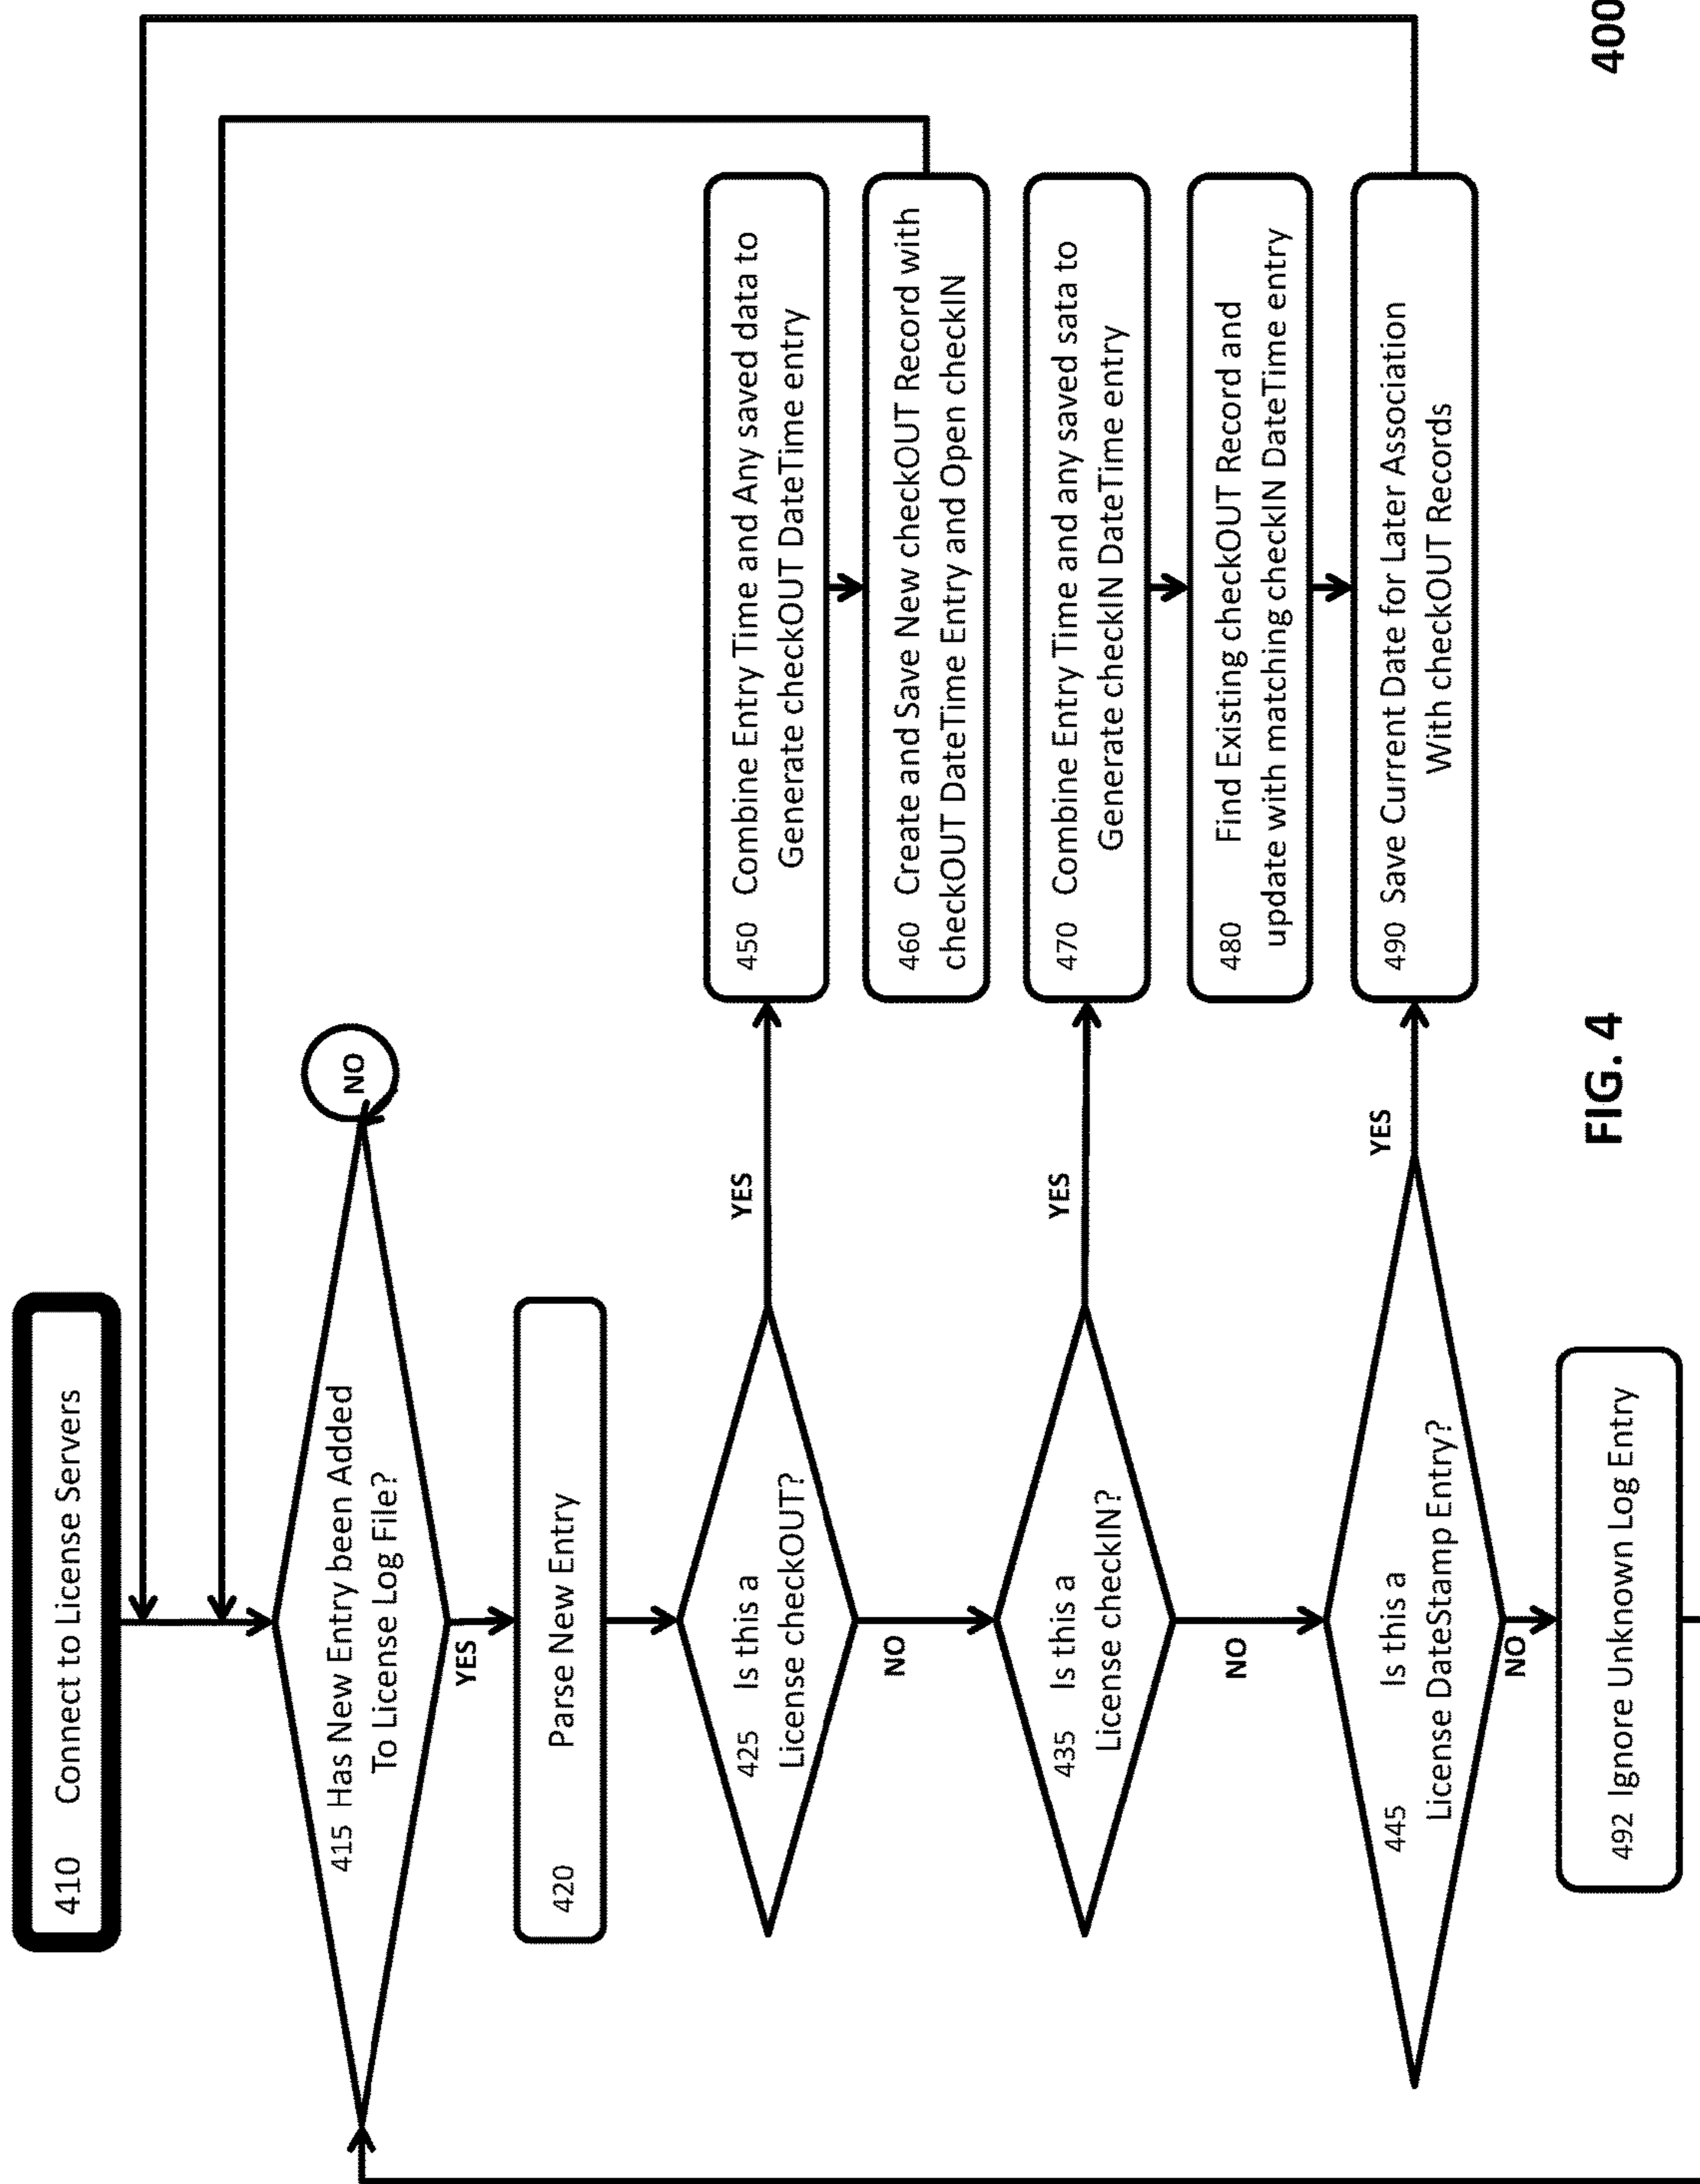 410 Connect to License Servers
415 Has New Entry been Added
To License Log File?
NO
YES
420 Parse New Entry
425 Is this a
License checkOUT?
YES
NO
450 Combine Entry Time and Any saved data to
Generate checkOUT DateTime entry
460 Create and Save New checkOUT Record with
checkOUT DateTime Entry and Open checkIN
435 Is this a
License checkIN?
YES
NO
470 Combine Entry Time and any saved sata to
Generate checkIN DateTime entry
480 Find Existing checkOUT Record and
update with matching checkIN DateTime entry
445 Is this a
License DateStamp Entry?
YES
NO
490 Save Current Date for Later Association
With checkOUT Records
492 Ignore Unknown Log Entry
FIG. 4
400